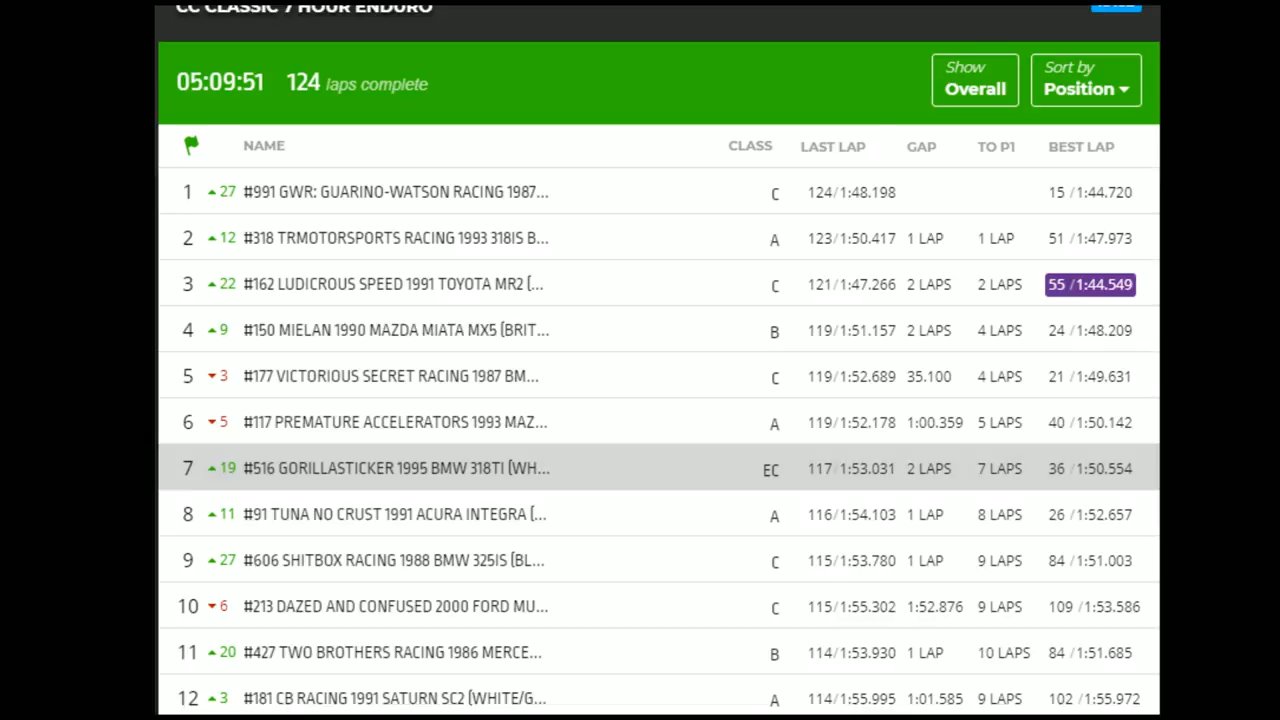 CC CLASSIC 7 HOUR ENDURO
05:09:51 124 laps complete Show Overall Sort by Position
NAME CLASS LAST LAP GAP TO P1 BEST LAP
1 27 #991 GWR: GUARINO-WATSON RACING 1987... C 124/1:48.198 15 /1:44.720
2 12 #318 TRMOTORSPORTS RACING 1993 318IS B... A 123/1:50.417 1 LAP 1 LAP 51 /1:47.973
3 22 #162 LUDICROUS SPEED 1991 TOYOTA MR2 (... C 121/1:47.266 2 LAPS 2 LAPS 55 /1:44.549
4 9 #150 MIELAN 1990 MAZDA MIATA MX5 (BRIT... B 119/1:51.157 2 LAPS 4 LAPS 24 /1:48.209
5 3 #177 VICTORIOUS SECRET RACING 1987 BM... C 119/1:52.689 35.100 4 LAPS 21 /1:49.631
6 5 #117 PREMATURE ACCELERATORS 1993 MAZ... A 119/1:52.178 1:00.359 5 LAPS 40 /1:50.142
7 19 #516 GORILLASTICKER 1995 BMW 318TI (WH... EC 117/1:53.031 2 LAPS 7 LAPS 36 /1:50.554
8 11 #91 TUNA NO CRUST 1991 ACURA INTEGRA (... A 116/1:54.103 1 LAP 8 LAPS 26 /1:52.657
9 27 #606 SHITBOX RACING 1988 BMW 325IS (BL... C 115/1:53.780 1 LAP 9 LAPS 84 /1:51.003
10 6 #213 DAZED AND CONFUSED 2000 FORD MU... C 115/1:55.302 1:52.876 9 LAPS 109 /1:53.586
11 20 #427 TWO BROTHERS RACING 1986 MERCE... B 114/1:53.930 1 LAP 10 LAPS 84 /1:51.685
12 3 #181 CB RACING 1991 SATURN SC2 (WHITE/G... A 114/1:55.995 1:01.585 9 LAPS 102 /1:55.972